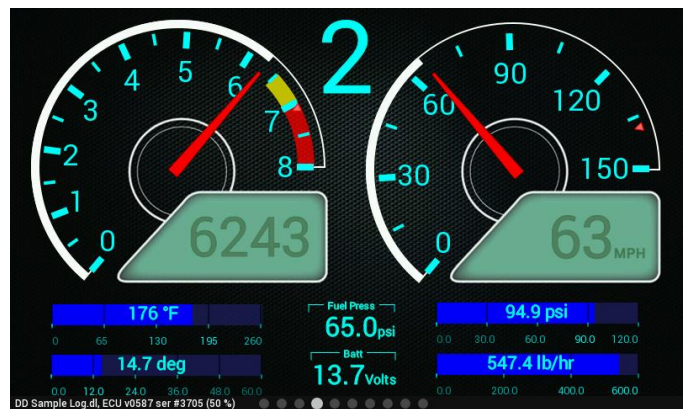 2
0
1
2
3
4
5
6
7
8
6243
0
30
60
90
120
150
63 MPH
176 °F
0 65 130 195 260
14.7 deg
0.0 12.0 24.0 36.0 48.0 60.0
Fuel Press
65.0psi
Batt
13.7Volts
94.9 psi
0.0 30.0 60.0 90.0 120.0
547.4 lb/hr
0.0 200.0 400.0 600.0
DD Sample Log.dl, ECU v0587 ser #3705 (50 %)